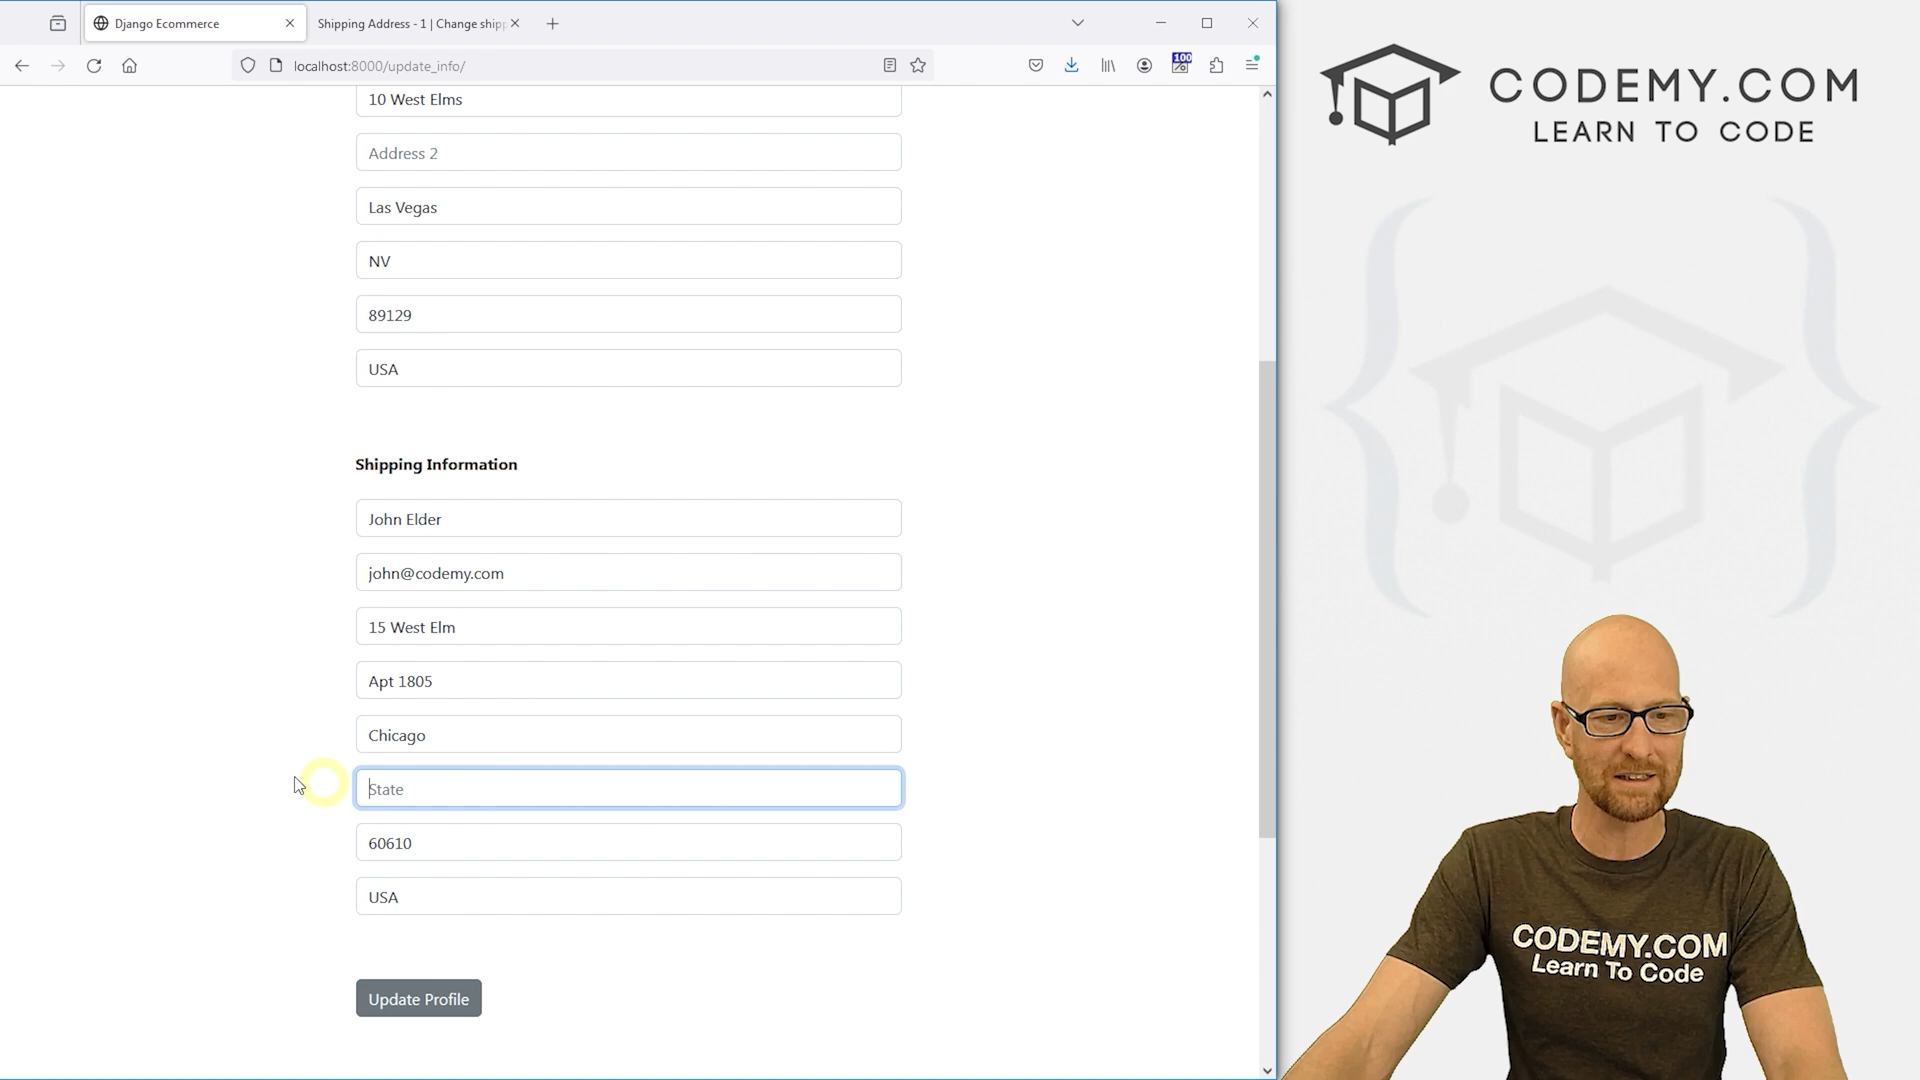 Django Ecommerce
Shipping Address - 1 | Change shipp
localhost:8000/update_info/
100
10 West Elms
Address 2
Las Vegas
NV
89129
USA
Shipping Information
John Elder
john@codemy.com
15 West Elm
Apt 1805
Chicago
State
60610
USA
Update Profile
CODEMY.COM
LEARN TO CODE
CODEMY.COM
Learn To Code